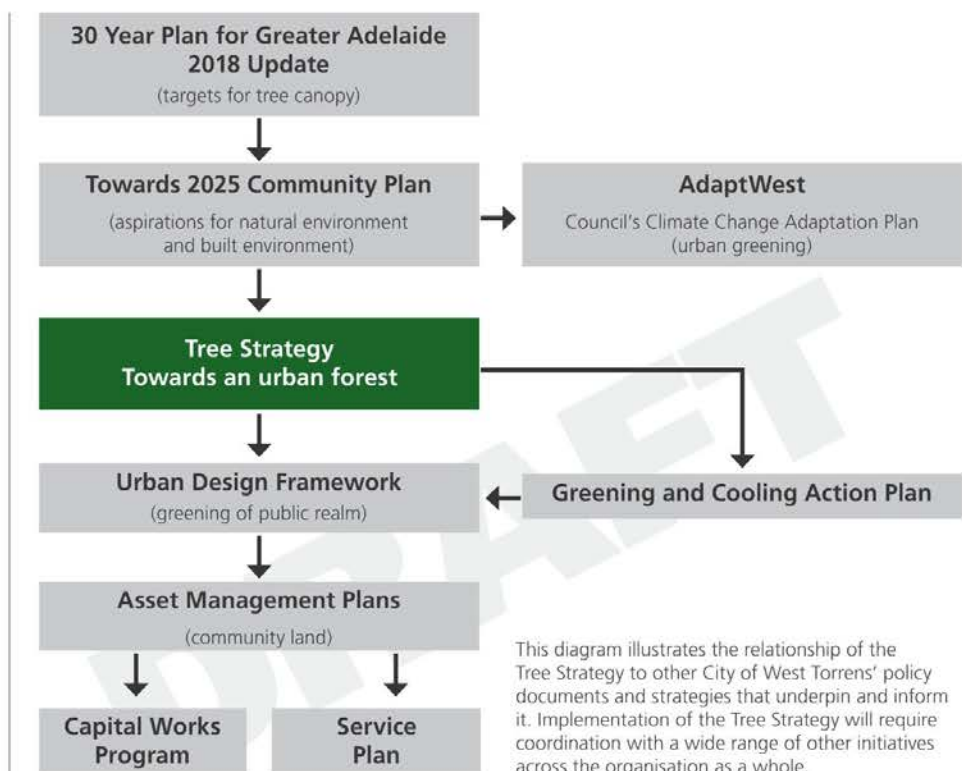 30 Year Plan for Greater Adelaide
2018 Update
(targets for tree canopy)
Towards 2025 Community Plan
(aspirations for natural environment
and built environment)
AdaptWest
Council's Climate Change Adaptation Plan
(urban greening)
Tree Strategy
Towards an urban forest
Urban Design Framework
(greening of public realm)
Greening and Cooling Action Plan
Asset Management Plans
(community land)
Capital Works
Program
Service
Plan
This diagram illustrates the relationship of the
Tree Strategy to other City of West Torrens' policy
documents and strategies that underpin and inform
it. Implementation of the Tree Strategy will require
coordination with a wide range of other initiatives
across the organisation as a whole.
DRAFT